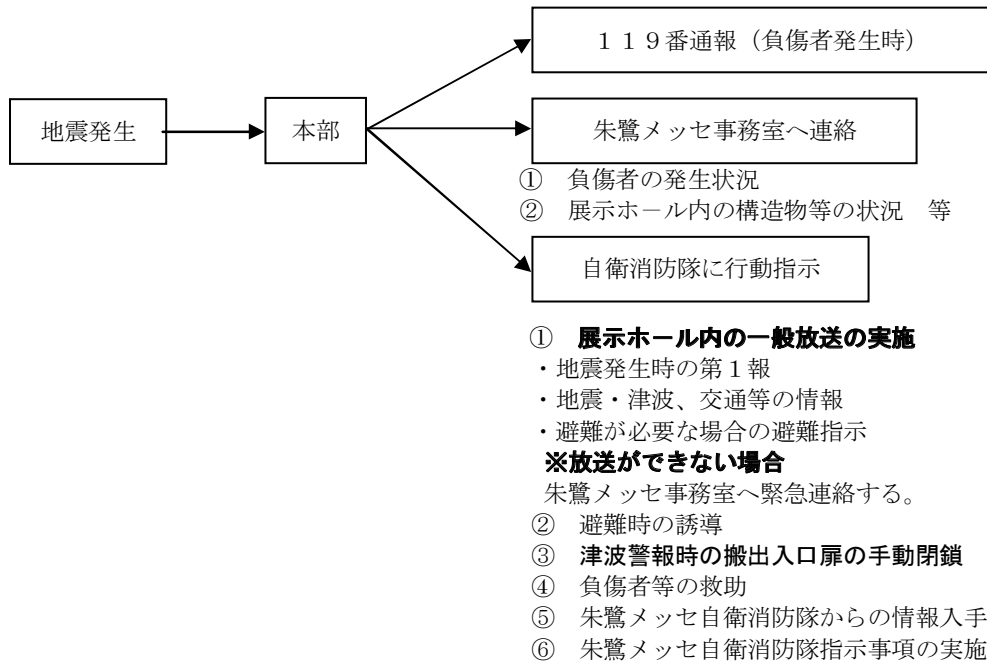 １１９番通報（負傷者発生時）
地震発生
本部
朱鷺メッセ事務室へ連絡
①　負傷者の発生状況
②　展示ホール内の構造物等の状況　等
自衛消防隊に行動指示
①　展示ホール内の一般放送の実施
・地震発生時の第１報
・地震・津波、交通等の情報
・避難が必要な場合の避難指示
※放送ができない場合
朱鷺メッセ事務室へ緊急連絡する。
②　避難時の誘導
③　津波警報時の搬出入口扉の手動閉鎖
④　負傷者等の救助
⑤　朱鷺メッセ自衛消防隊からの情報入手
⑥　朱鷺メッセ自衛消防隊指示事項の実施